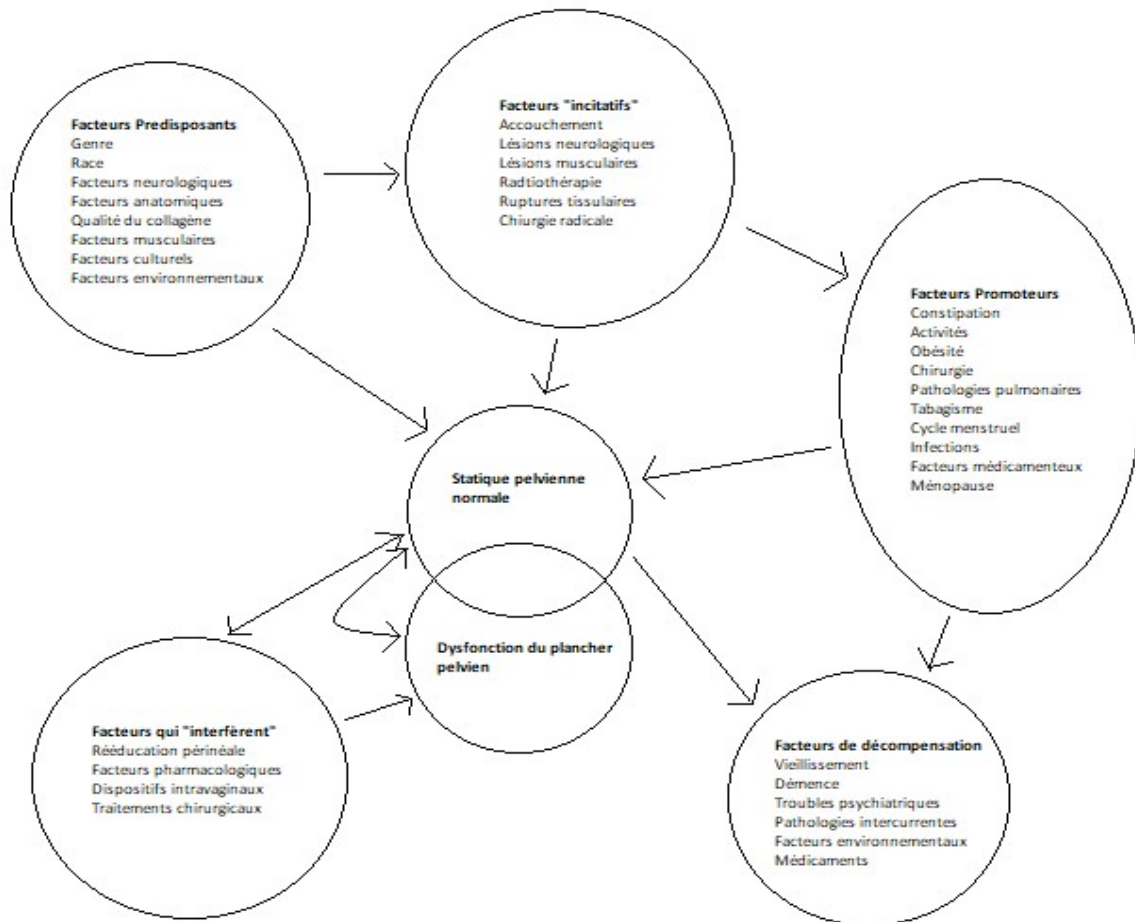 Facteurs Predisposants
Genre
Race
Facteurs neurologiques
Facteurs anatomiques
Qualité du collagène
Facteurs musculaires
Facteurs culturels
Facteurs environnementaux
Facteurs "incitatifs"
Accouchement
Lésions neurologiques
Lésions musculaires
Radtiothérapie
Ruptures tissulaires
Chiurgie radicale
Facteurs Promoteurs
Constipation
Activités
Obésité
Chirurgie
Pathologies pulmonaires
Tabagisme
Cycle menstruel
Infections
Facteurs médicamenteux
Ménopause
Statique pelvienne
normale
Dysfonction du plancher
pelvien
Facteurs qui "interfèrent"
Rééducation périnéale
Facteurs pharmacologiques
Dispositifs intravaginaux
Traitements chirurgicaux
Facteurs de décompensation
Vieillissement
Démence
Troubles psychiatriques
Pathologies intercurrentes
Facteurs environnementaux
Médicaments